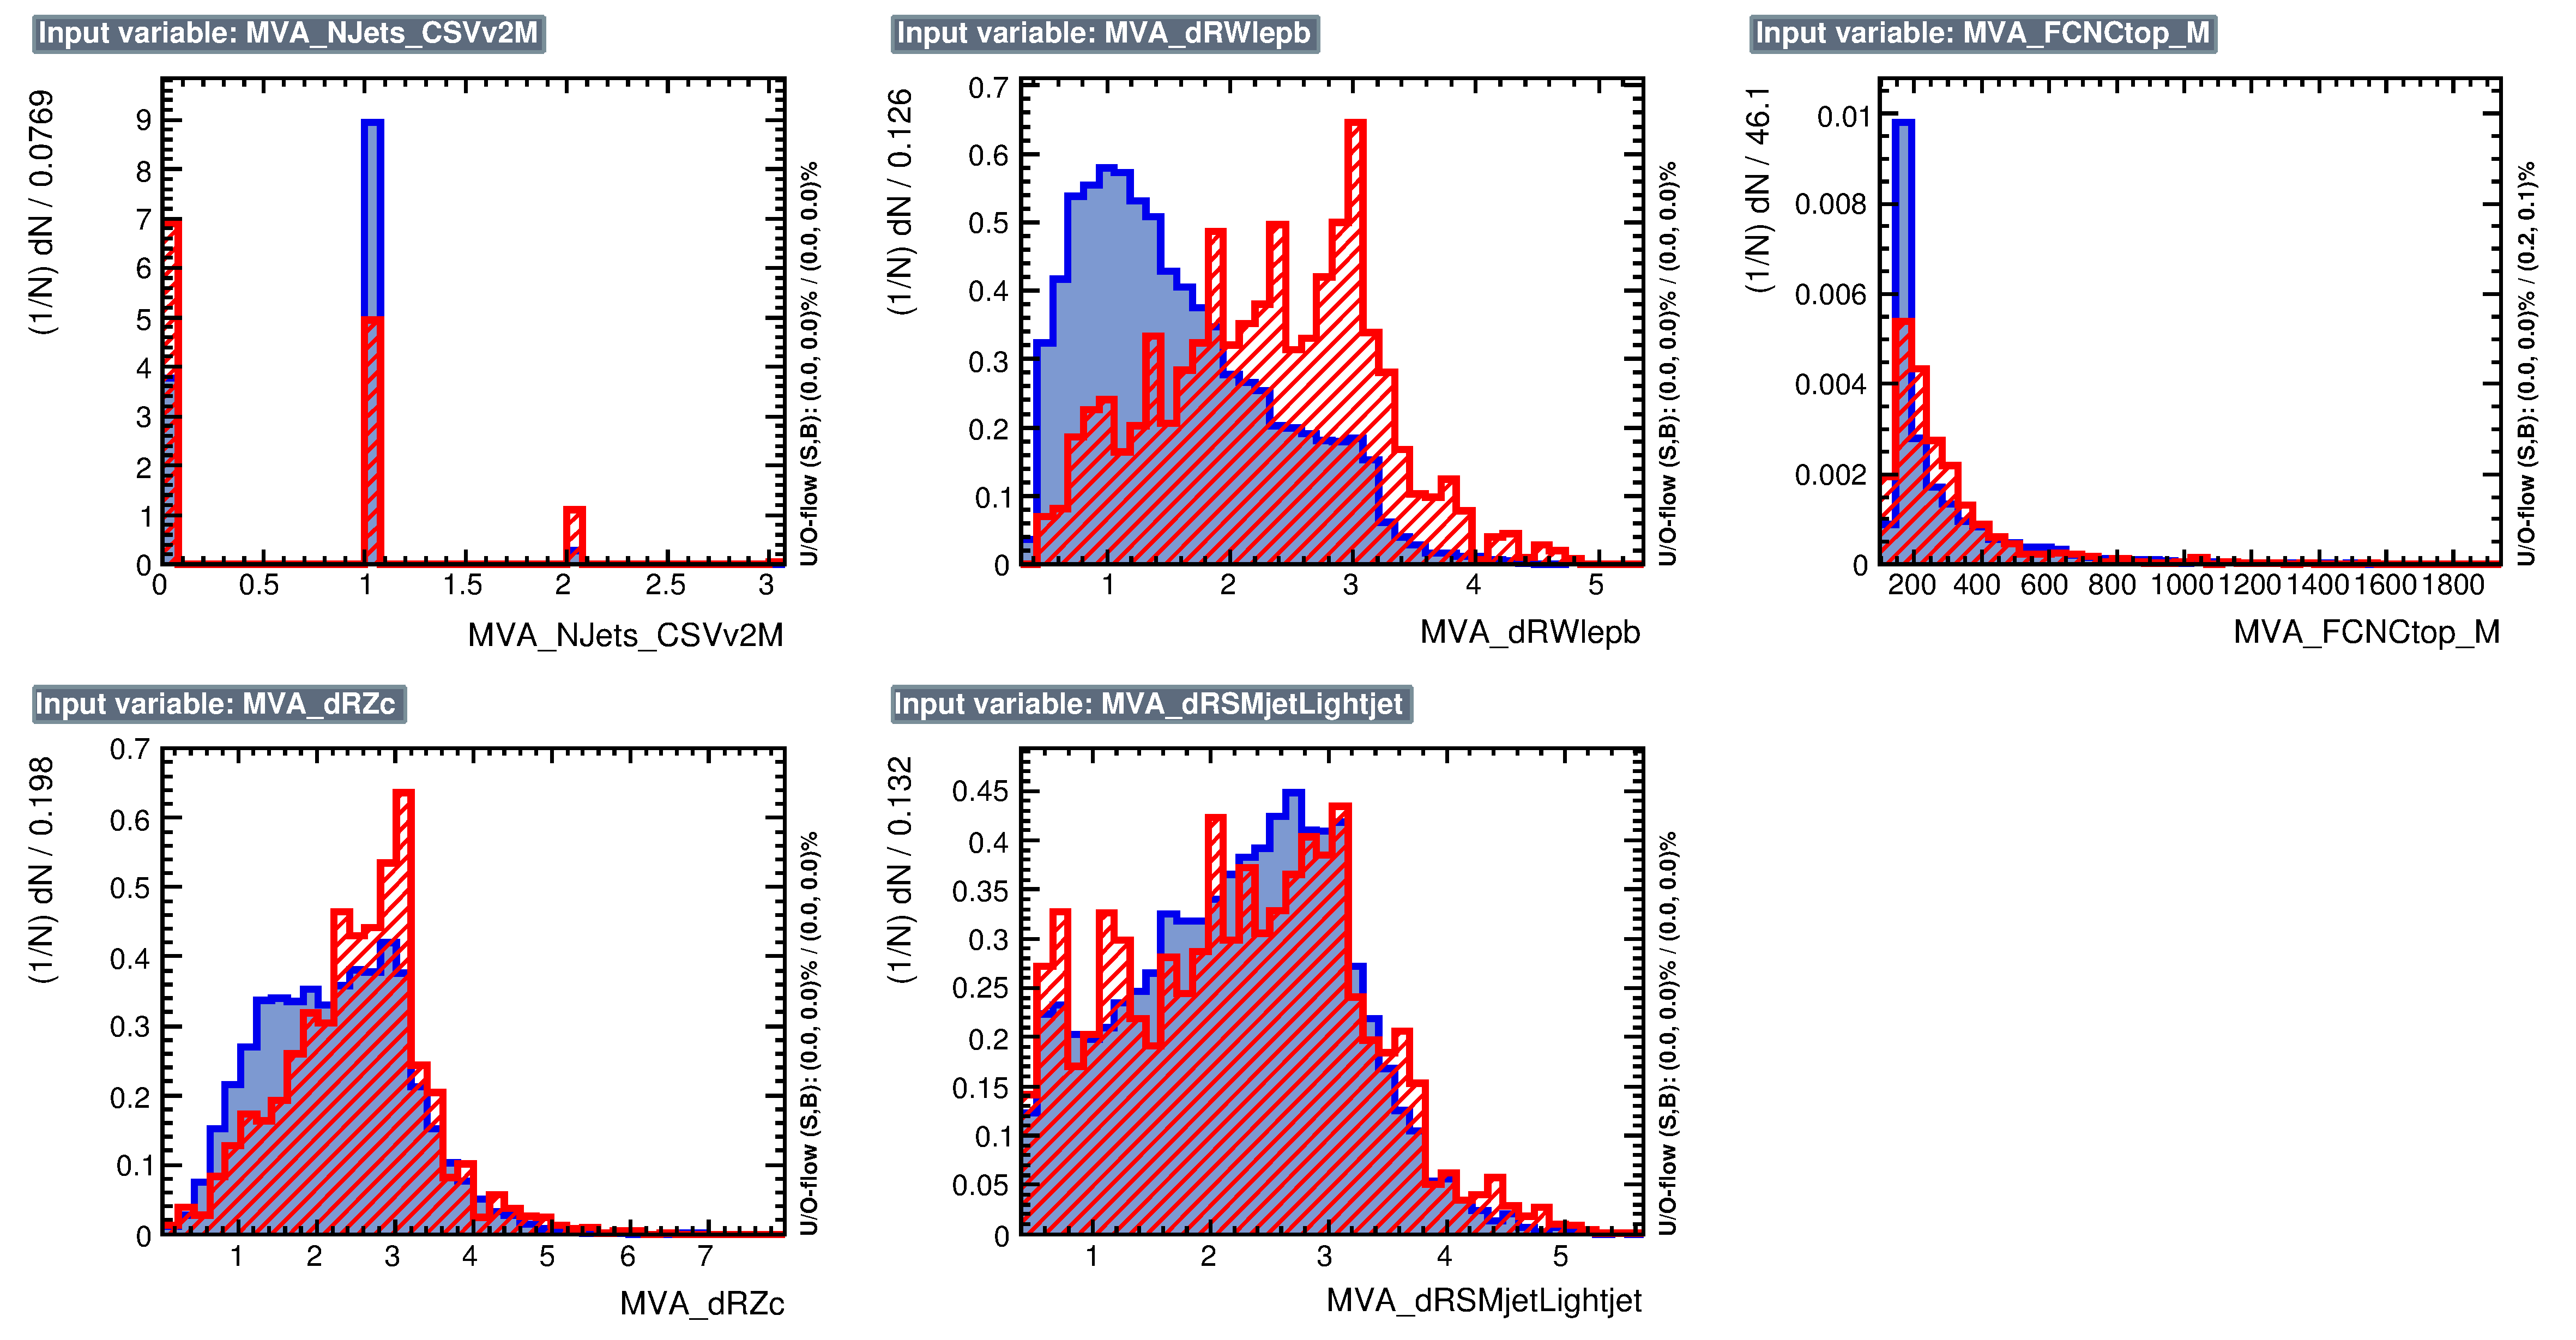 Input variable: MVA_NJets_CSVv2M
(1/N) dN / 0.0769
9
8
7
6
5
4
3
2
1
0
0 0.5 1 1.5 2 2.5 3
MVA_NJets_CSVv2M
U/O-flow (S,B): (0.0, 0.0)% / (0.0, 0.0)%
Input variable: MVA_dRWlepb
(1/N) dN / 0.126
0.7
0.6
0.5
0.4
0.3
0.2
0.1
0
1 2 3 4 5
MVA_dRWlepb
U/O-flow (S,B): (0.0, 0.0)% / (0.0, 0.0)%
Input variable: MVA_FCNCtop_M
(1/N) dN / 46.1
0.01
0.008
0.006
0.004
0.002
0
200 400 600 800 1000 1200 1400 1600 1800
MVA_FCNCtop_M
U/O-flow (S,B): (0.0, 0.0)% / (0.2, 0.1)%
Input variable: MVA_dRZc
(1/N) dN / 0.198
0.7
0.6
0.5
0.4
0.3
0.2
0.1
0
1 2 3 4 5 6 7
MVA_dRZc
U/O-flow (S,B): (0.0, 0.0)% / (0.0, 0.0)%
Input variable: MVA_dRSMjetLightjet
(1/N) dN / 0.132
0.45
0.4
0.35
0.3
0.25
0.2
0.15
0.1
0.05
0
1 2 3 4 5
MVA_dRSMjetLightjet
U/O-flow (S,B): (0.0, 0.0)% / (0.0, 0.0)%